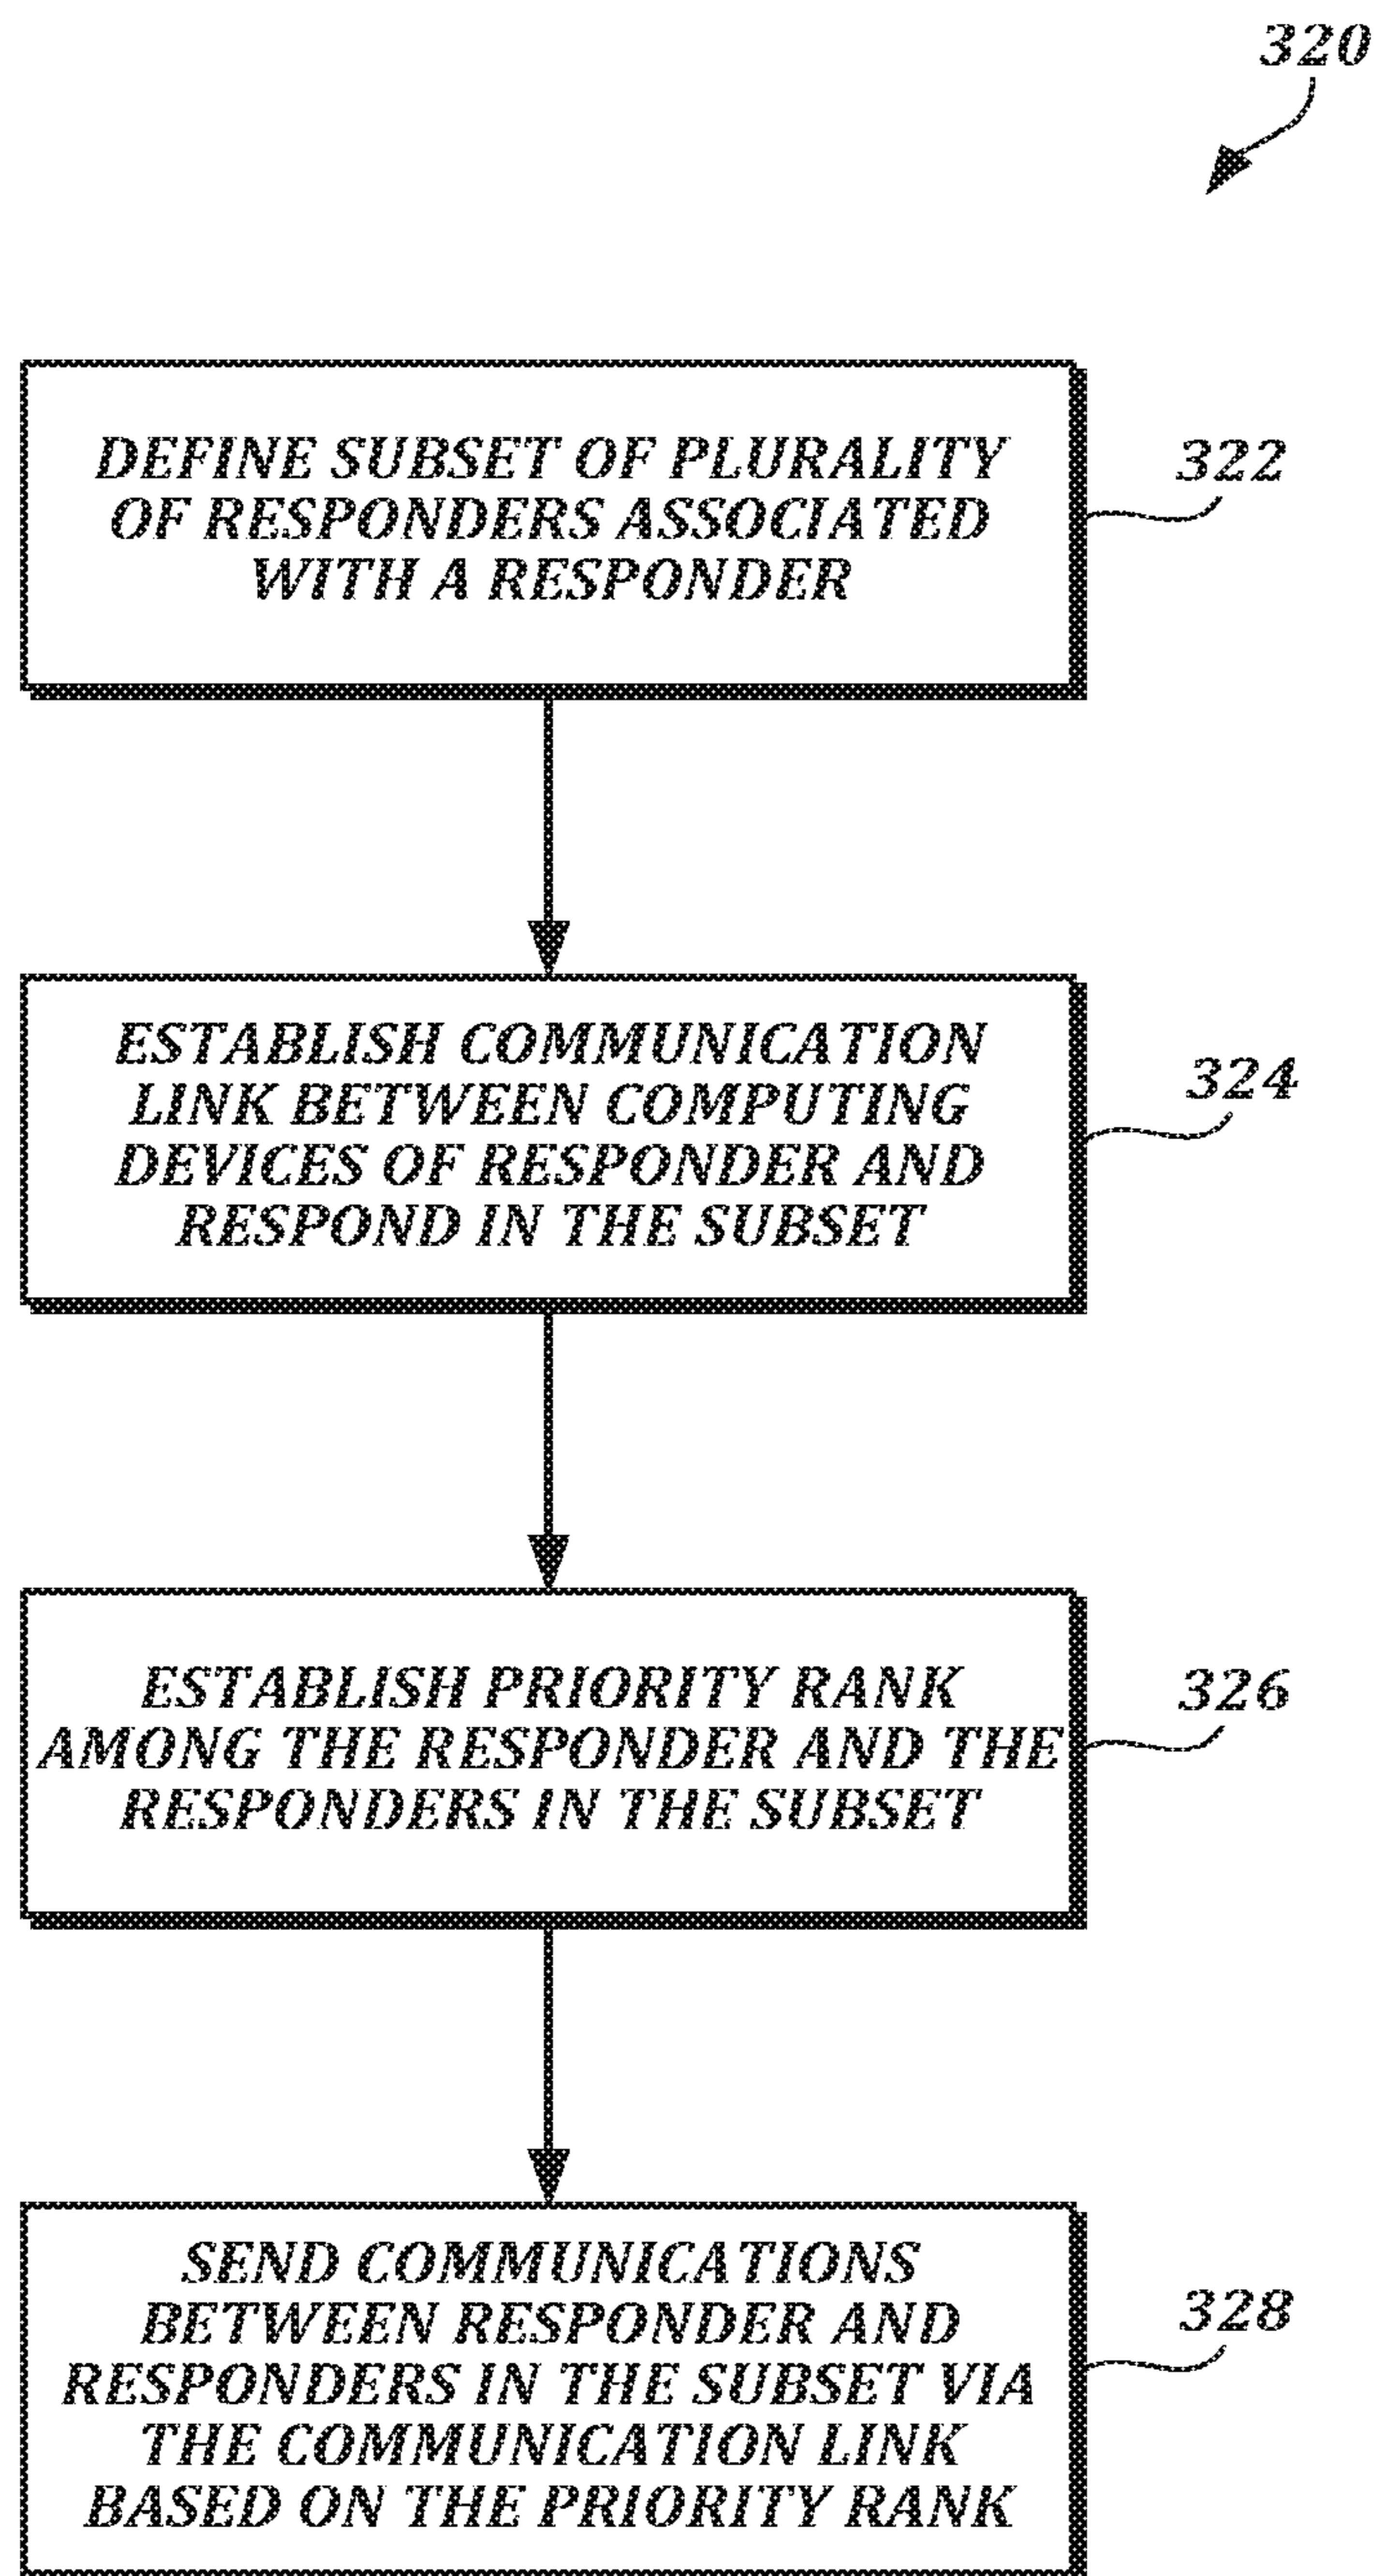 320
DEFINE SUBSET OF PLURALITY
OF RESPONDERS ASSOCIATED
WITH A RESPONDER
322
ESTABLISH COMMUNICATION
LINK BETWEEN COMPUTING
DEVICES OF RESPONDER AND
RESPOND IN THE SUBSET
324
ESTABLISH PRIORITY RANK
AMONG THE RESPONDER AND THE
RESPONDERS IN THE SUBSET
326
SEND COMMUNICATIONS
BETWEEN RESPONDER AND
RESPONDERS IN THE SUBSET VIA
THE COMMUNICATION LINK
BASED ON THE PRIORITY RANK
328